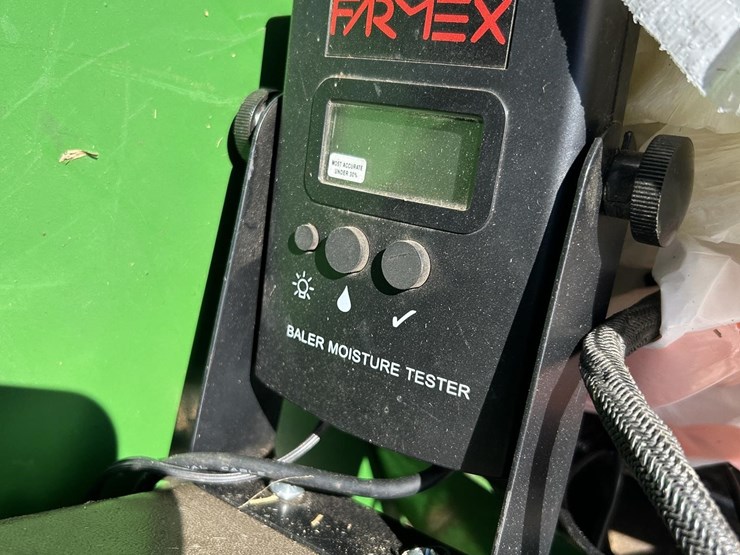 FARMEX
MOST ACCURATE
UNDER 30%
BALER MOISTURE TESTER